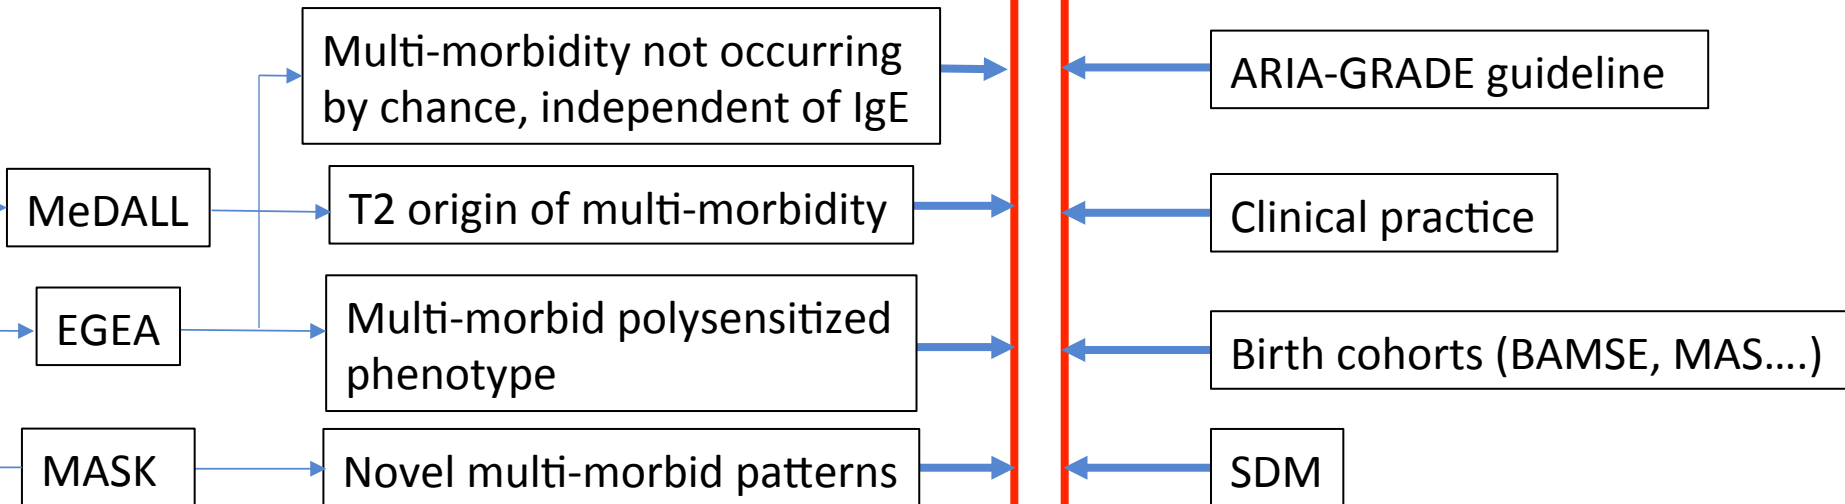 Multi-morbidity not occurring
by chance, independent of IgE
ARIA-GRADE guideline
MeDALL
T2 origin of multi-morbidity
Clinical practice
EGEA
Multi-morbid polysensitized
phenotype
Birth cohorts (BAMSE, MAS....)
MASK
Novel multi-morbid patterns
SDM